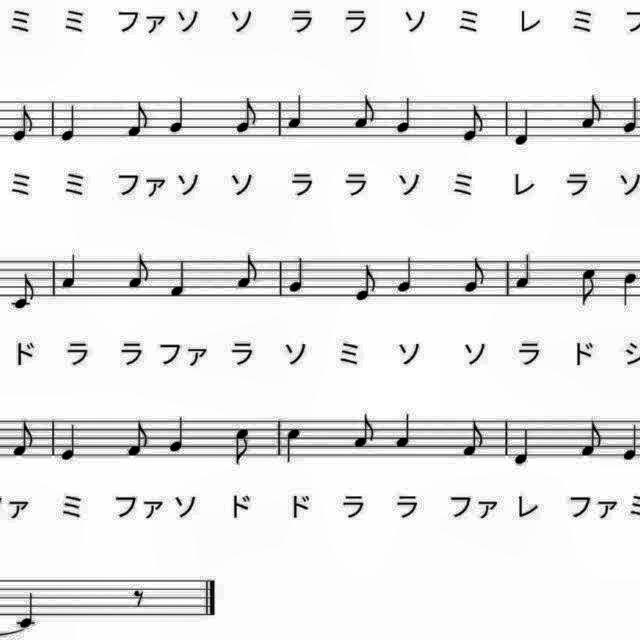 ミ ミ ファ ソ ソ ラ ラ ソ ミ レ ミ
ミ ミ ファ ソ ソ ラ ラ ソ ミ レ ラ ソ
ド ラ ラ ファ ラ ソ ミ ソ ソ ラ ド シ
ファ ミ ファ ソ ド ド ラ ラ ファ レ ファ ミ